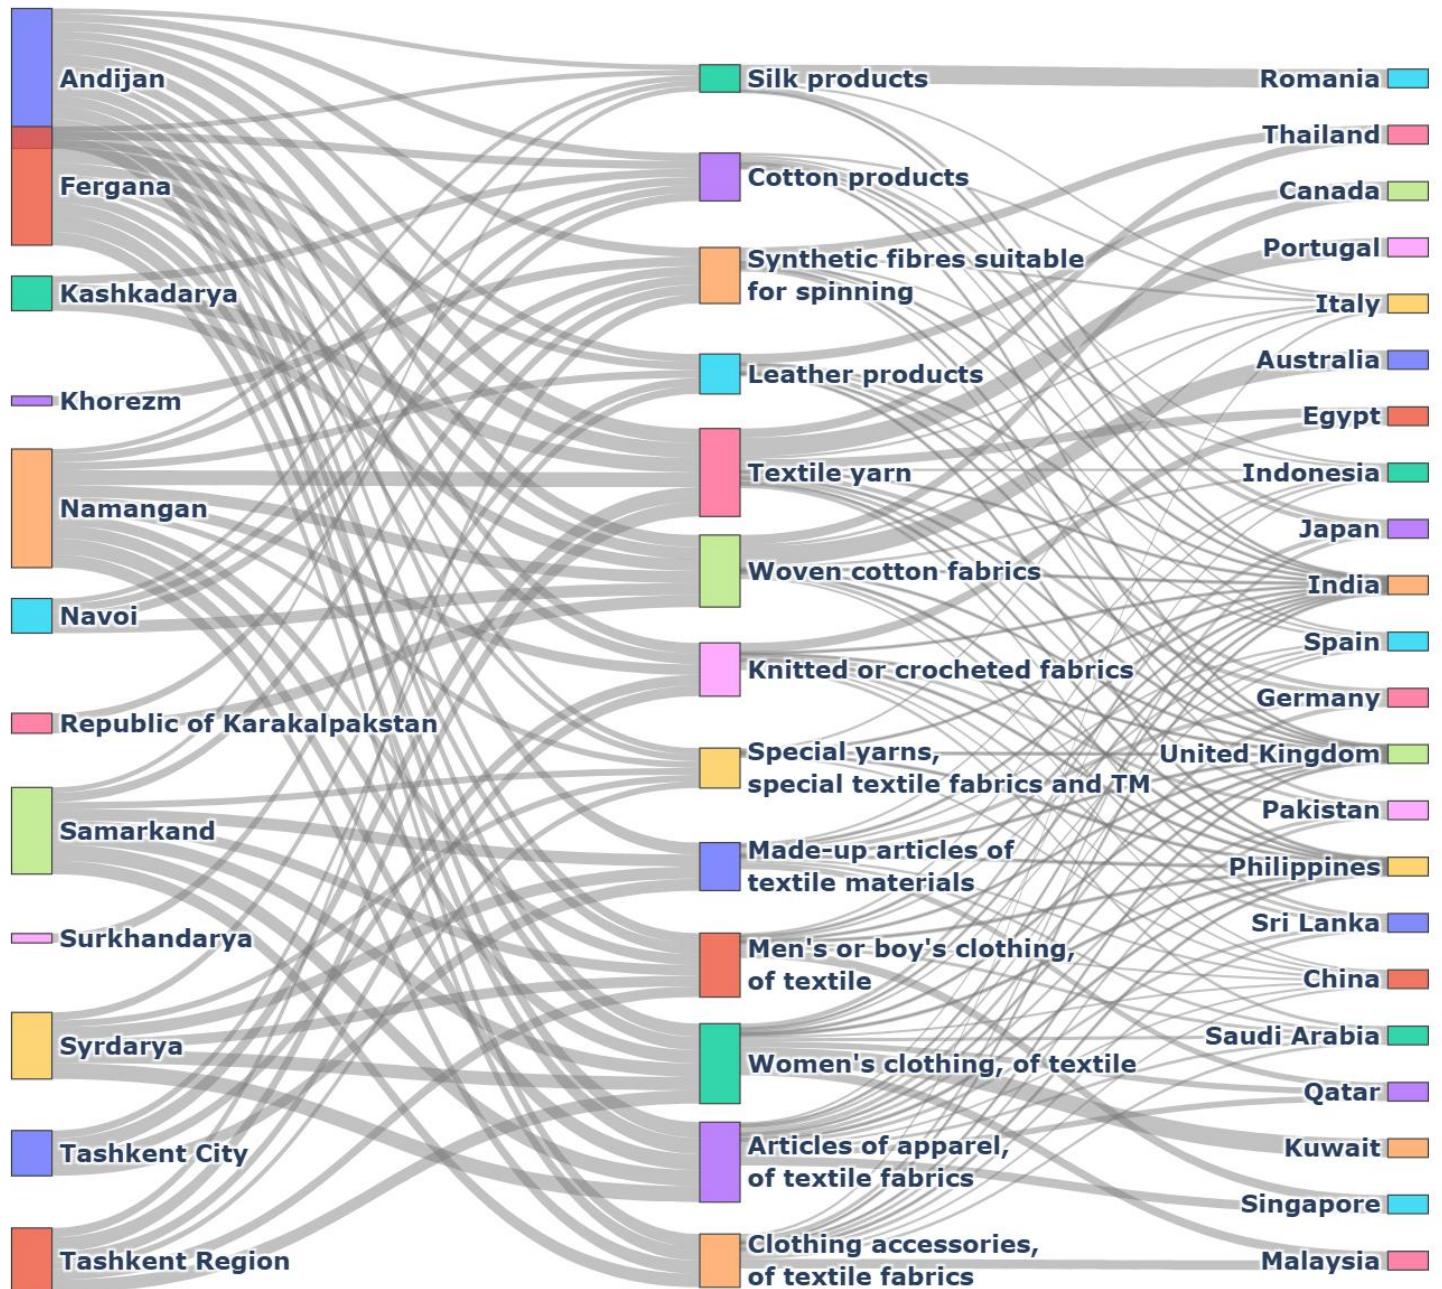 Andijan
Fergana
Kashkadarya
Khorezm
Namangan
Navoi
Republic of Karakalpakstan
Samarkand
Surkhandarya
Syrdarya
Tashkent City
Tashkent Region
Silk products
Cotton products
Synthetic fibres suitable
for spinning
Leather products
Textile yarn
Woven cotton fabrics
Knitted or crocheted fabrics
Special yarns,
special textile fabrics and TM
Made-up articles of
textile materials
Men's or boy's clothing,
of textile
Women's clothing, of textile
Articles of apparel,
of textile fabrics
Clothing accessories,
of textile fabrics
Romania
Thailand
Canada
Portugal
Italy
Australia
Egypt
Indonesia
Japan
India
Spain
Germany
United Kingdom
Pakistan
Philippines
Sri Lanka
China
Saudi Arabia
Qatar
Kuwait
Singapore
Malaysia